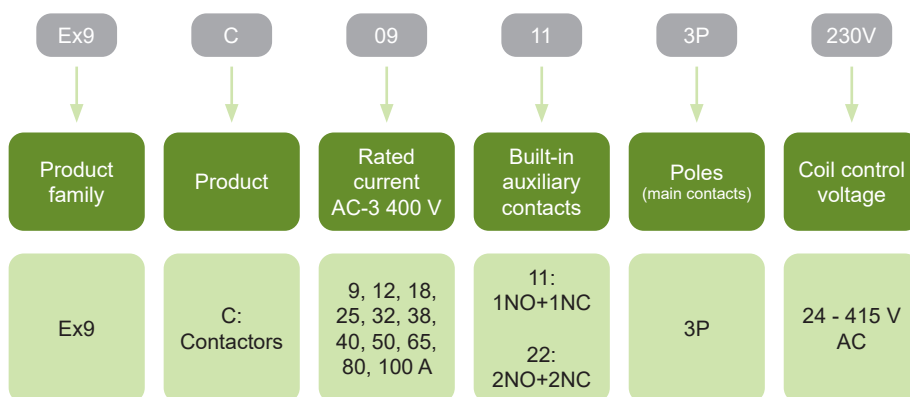 Ex9
C
09
11
3P
230V
Product
family
Product
Rated
current
AC-3 400 V
Built-in
auxiliary
contacts
Poles
(main contacts)
Coil control
voltage
Ex9
C:
Contactors
9, 12, 18,
25, 32, 38,
40, 50, 65,
80, 100 A
11:
1NO+1NC
22:
2NO+2NC
3P
24 - 415 V
AC